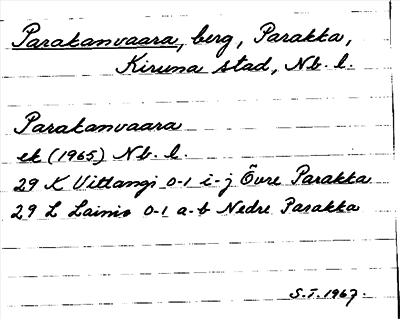 Parakanvaara, berg, Parakka,
Kiruna stad, Nb. l.
Parakanvaara
ek (1965) Nb. l.
29 K Vittangi 0-1 i-j Övre Parakka
29 L Lainio 0-1 a-b Nedre Parakka
S.T. 1967.